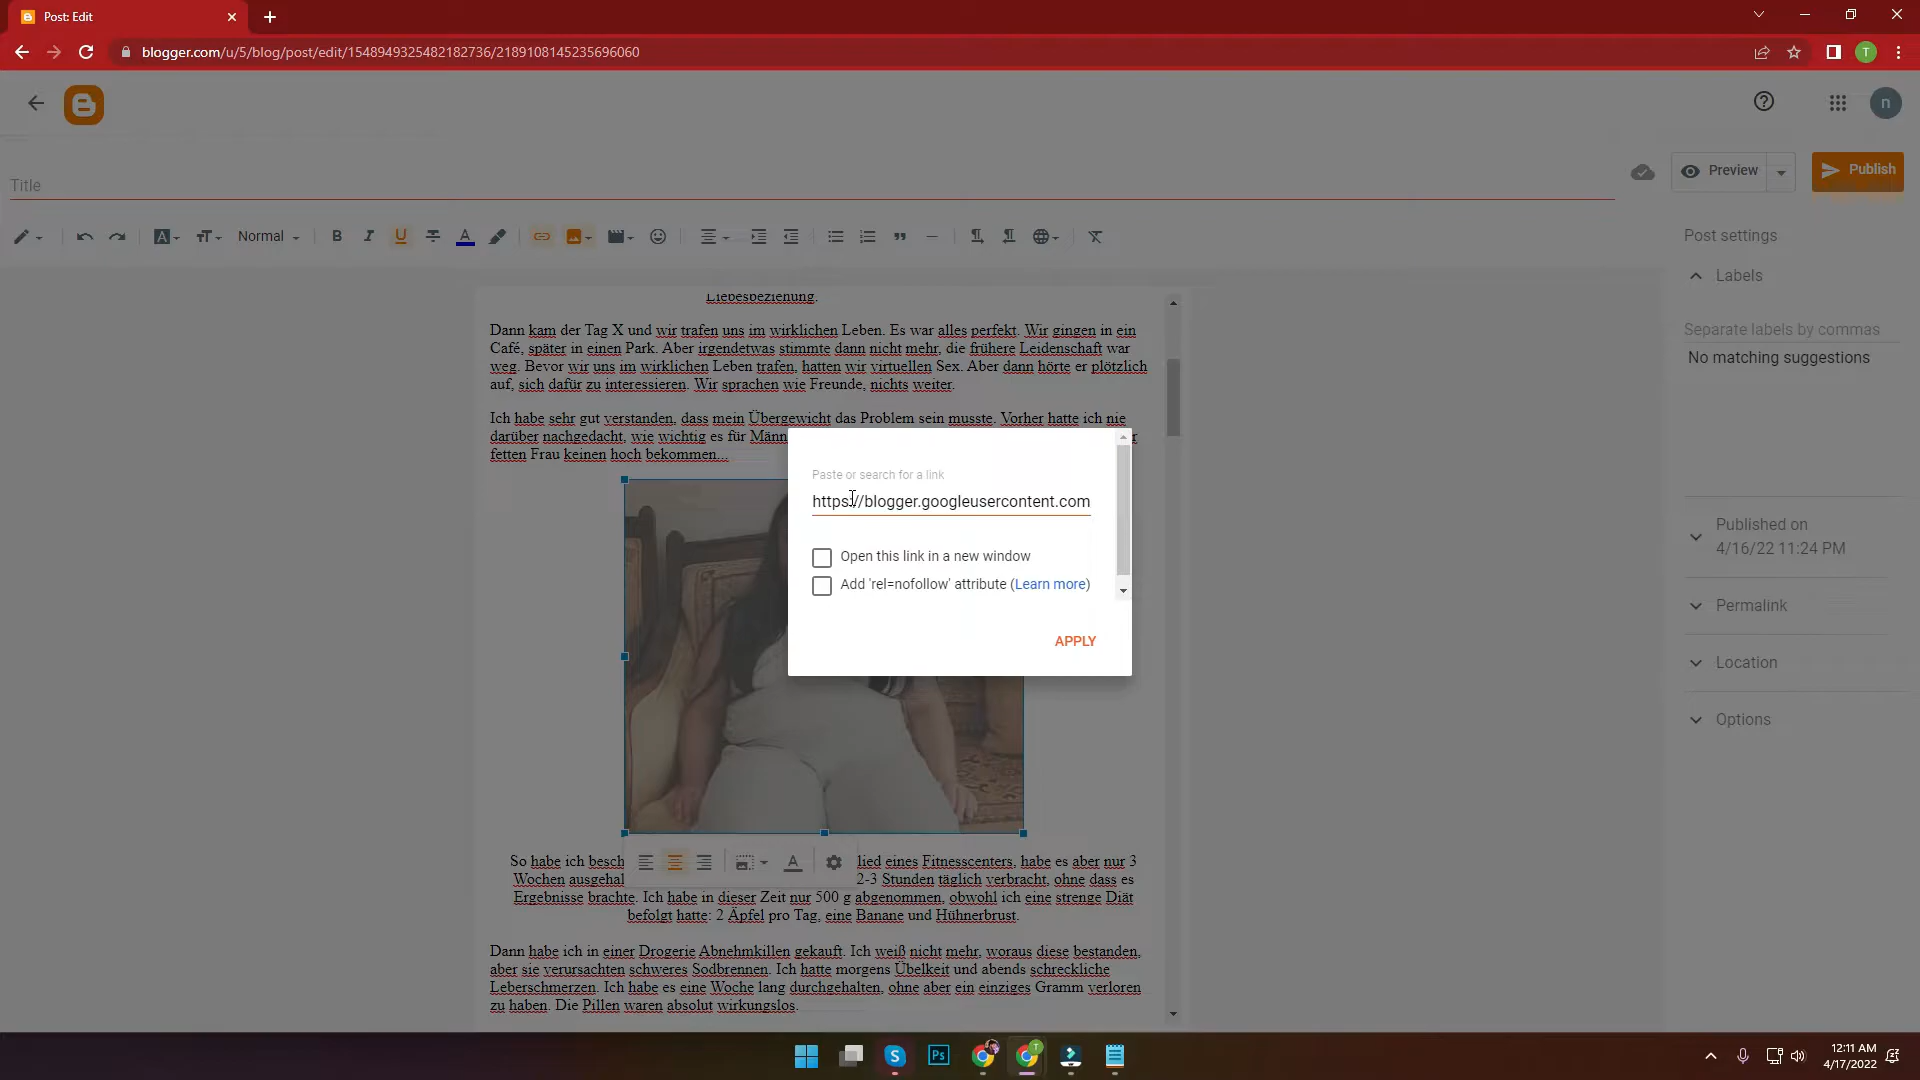 Post: Edit
blogger.com/u/5/blog/post/edit/1548949325482182736/2189108145235696060
T
n
Title
Preview
Publish
Normal
Post settings
Labels
Separate labels by commas
No matching suggestions
Published on
4/16/22 11:24 PM
Permalink
Location
Options
Liebesbeziehung.
Dann kam der Tag X und wir trafen uns im wirklichen Leben. Es war alles perfekt. Wir gingen in ein
Café, später in einen Park. Aber irgendetwas stimmte dann nicht mehr, die frühere Leidenschaft war
weg. Bevor wir uns im wirklichen Leben trafen, hatten wir virtuellen Sex. Aber dann hörte er plötzlich
auf, sich dafür zu interessieren. Wir sprachen wie Freunde, nichts weiter.
Ich habe sehr gut verstanden, dass mein Übergewicht das Problem sein musste. Vorher hatte ich nie
darüber nachgedacht, wie wichtig es für Männ
r
fetten Frau keinen hoch bekommen...
Paste or search for a link
https://blogger.googleusercontent.com
Open this link in a new window
Add 'rel=nofollow' attribute (Learn more)
APPLY
So habe ich besch lied eines Fitnesscenters, habe es aber nur 3
Wochen ausgehal 2-3 Stunden täglich verbracht, ohne dass es
Ergebnisse brachte. Ich habe in dieser Zeit nur 500 g abgenommen, obwohl ich eine strenge Diät
befolgt hatte: 2 Äpfel pro Tag, eine Banane und Hühnerbrust.
Dann habe ich in einer Drogerie Abnehmkillen gekauft. Ich weiß nicht mehr, woraus diese bestanden,
aber sie verursachten schweres Sodbrennen. Ich hatte morgens Übelkeit und abends schreckliche
Leberschmerzen. Ich habe es eine Woche lang durchgehalten, ohne aber ein einziges Gramm verloren
zu haben. Die Pillen waren absolut wirkungslos.
Ps
12:11 AM
4/17/2022